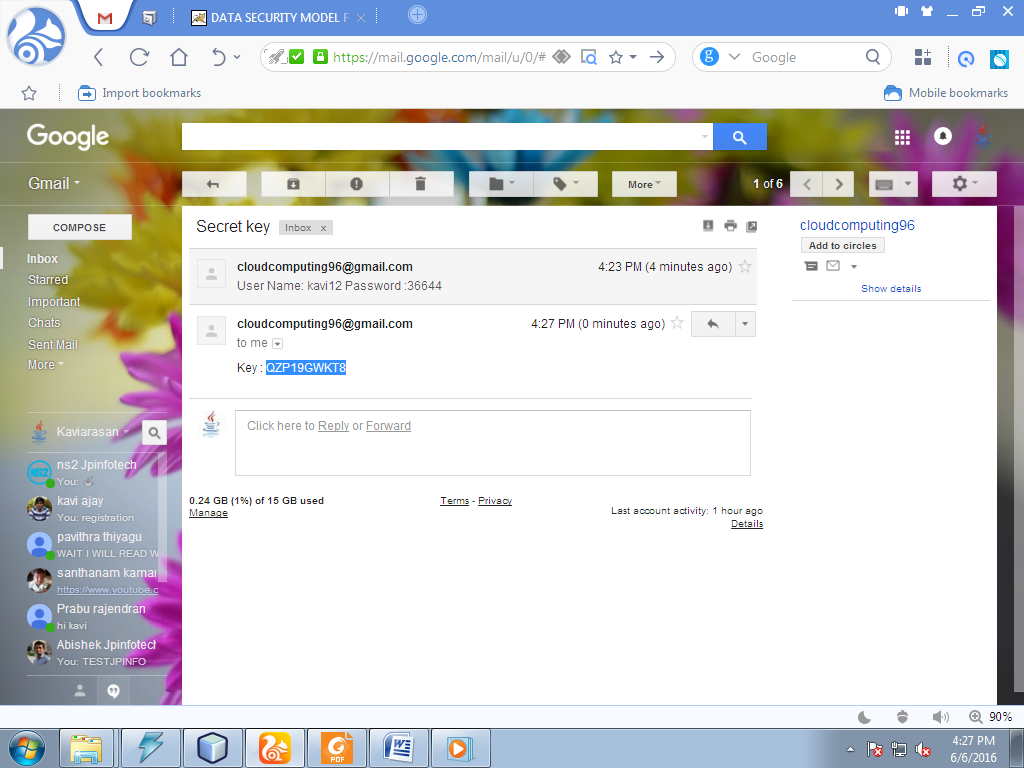 DATA SECURITY MODEL F
https://mail.google.com/mail/u/0/#
Google
Import bookmarks
Mobile bookmarks
Google
Gmail
More
1 of 6
COMPOSE
Inbox
Starred
Important
Chats
Sent Mail
More
Secret key
Inbox x
cloudcomputing96@gmail.com
4:23 PM (4 minutes ago)
User Name: kavi12 Password :36644
cloudcomputing96@gmail.com
4:27 PM (0 minutes ago)
to me
Key : QZP19GWKT8
Click here to Reply or Forward
0.24 GB (1%) of 15 GB used
Manage
Terms - Privacy
Last account activity: 1 hour ago
Details
cloudcomputing96
Add to circles
Show details
Kaviarasan
NS2
ns2 Jpinfotech
You:
kavi ajay
You: registration
pavithra thiyagu
WAIT I WILL READ W
santhanam kamar
https://www.youtube.c
Prabu rajendran
hi kavi
Abishek Jpinfotech
You: TESTJPINFO
90%
PDF
4:27 PM
6/6/2016